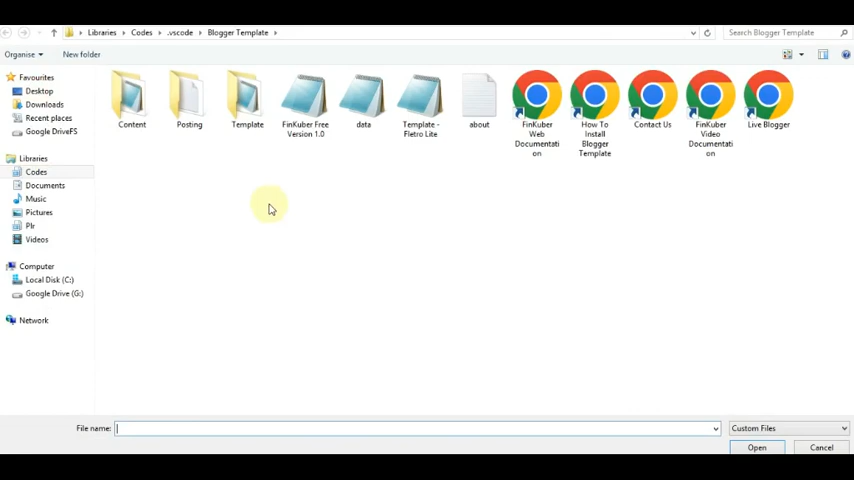 Libraries › Codes › .vscode › Blogger Template ›
Search Blogger Template
Organise
New folder
Favourites
Desktop
Downloads
Recent places
Google DriveFS
Libraries
Codes
Documents
Music
Pictures
Plr
Videos
Computer
Local Disk (C:)
Google Drive (G:)
Network
Content
Posting
Template
FinKuber Free
Version 1.0
data
Template -
Fletro Lite
about
FinKuber
Web
Documentati
on
How To
Install
Blogger
Template
Contact Us
FinKuber
Video
Documentati
on
Live Blogger
File name:
Custom Files
Open
Cancel